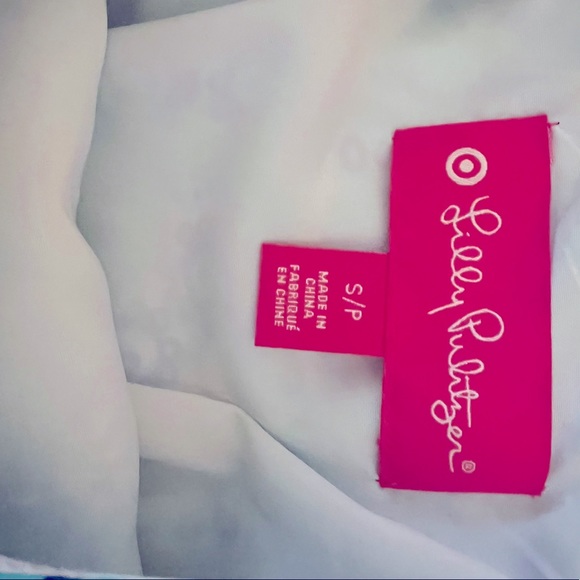 Lilly Pulitzer®
S/P
MADE IN
CHINA
FABRIQUÉ
EN CHINE